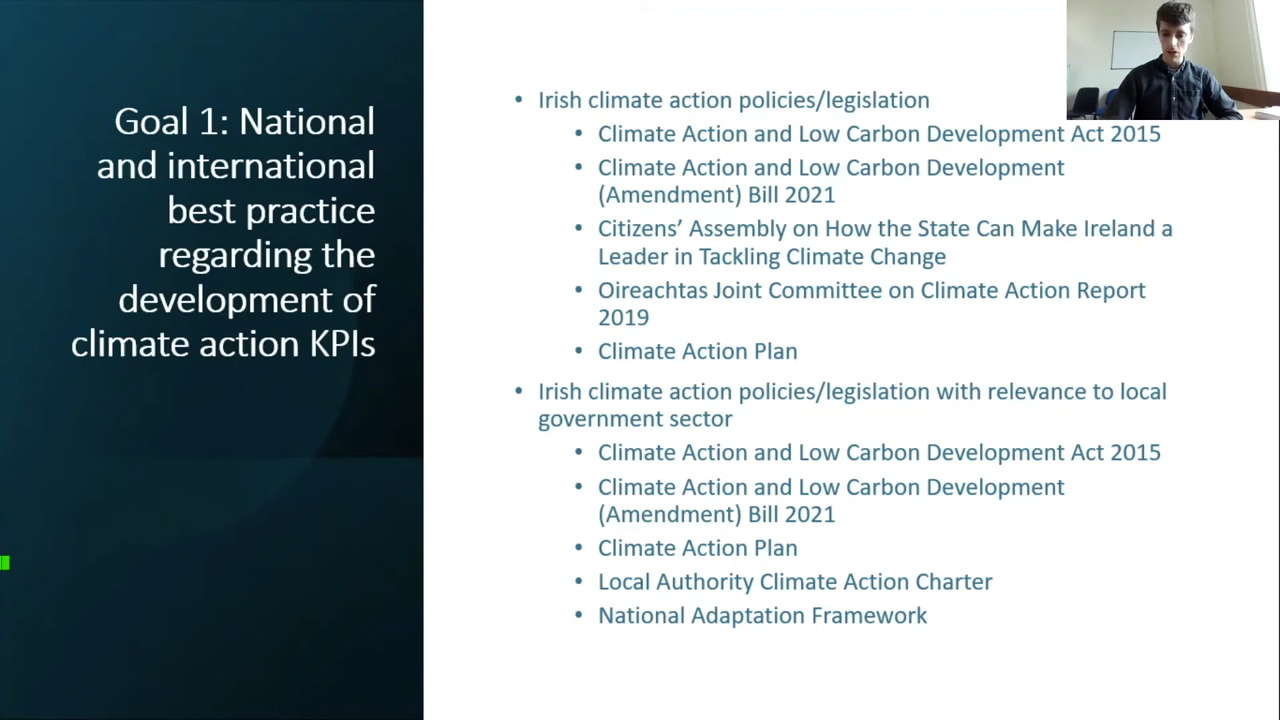 Goal 1: National
and international
best practice
regarding the
development of
climate action KPIs
• Irish climate action policies/legislation
• Climate Action and Low Carbon Development Act 2015
• Climate Action and Low Carbon Development
(Amendment) Bill 2021
• Citizens’ Assembly on How the State Can Make Ireland a
Leader in Tackling Climate Change
• Oireachtas Joint Committee on Climate Action Report
2019
• Climate Action Plan
• Irish climate action policies/legislation with relevance to local
government sector
• Climate Action and Low Carbon Development Act 2015
• Climate Action and Low Carbon Development
(Amendment) Bill 2021
• Climate Action Plan
• Local Authority Climate Action Charter
• National Adaptation Framework